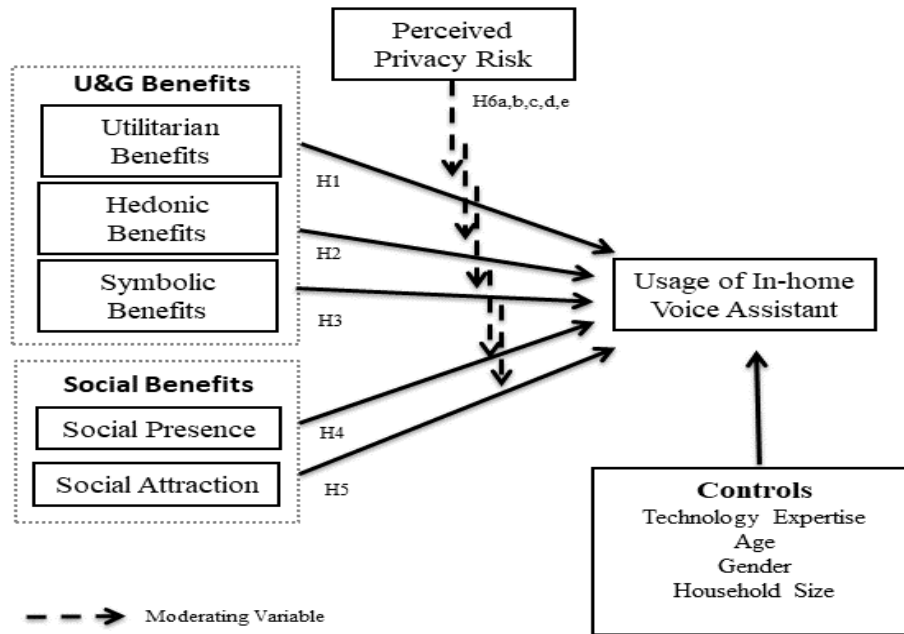 Perceived
Privacy Risk
H6a,b,c,d,e
U&G Benefits
Utilitarian
Benefits
H1
Hedonic
Benefits
H2
Symbolic
Benefits
H3
Usage of In-home
Voice Assistant
Social Benefits
Social Presence
H4
Social Attraction
H5
Controls
Technology Expertise
Age
Gender
Household Size
Moderating Variable